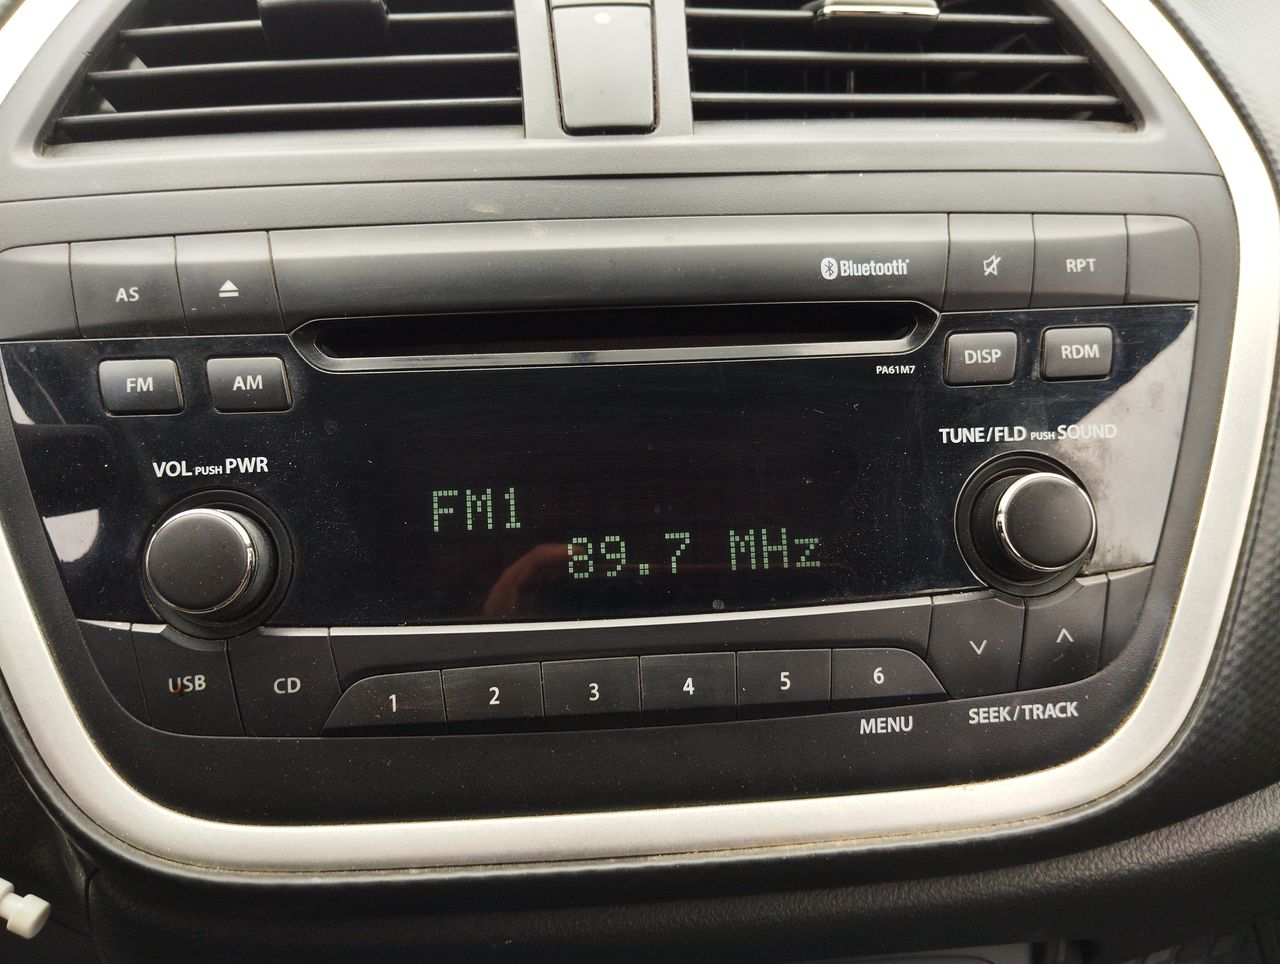 AS
Bluetooth
RPT
FM
AM
PA61M7
DISP
RDM
VOL PUSH PWR
TUNE/FLD PUSH SOUND
FM1
89.7 MHz
USB
CD
1
2
3
4
5
6
MENU
SEEK/TRACK